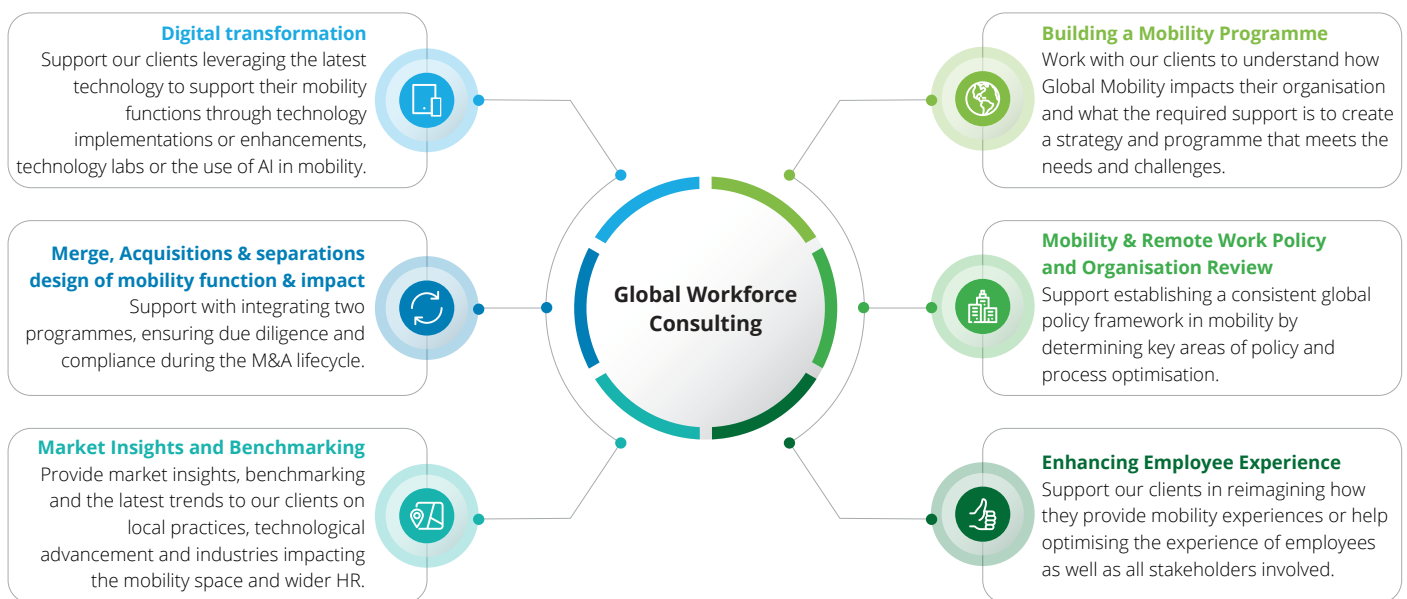 Digital transformation
Support our clients leveraging the latest
technology to support their mobility
functions through technology
implementations or enhancements,
technology labs or the use of AI in mobility.
Merge, Acquisitions & separations
design of mobility function & impact
Support with integrating two
programmes, ensuring due diligence and
compliance during the M&A lifecycle.
Market Insights and Benchmarking
Provide market insights, benchmarking
and the latest trends to our clients on
local practices, technological
advancement and industries impacting
the mobility space and wider HR.
Global Workforce
Consulting
Building a Mobility Programme
Work with our clients to understand how
Global Mobility impacts their organisation
and what the required support is to create
a strategy and programme that meets the
needs and challenges.
Mobility & Remote Work Policy
and Organisation Review
Support establishing a consistent global
policy framework in mobility by
determining key areas of policy and
process optimisation.
Enhancing Employee Experience
Support our clients in reimagining how
they provide mobility experiences or help
optimising the experience of employees
as well as all stakeholders involved.